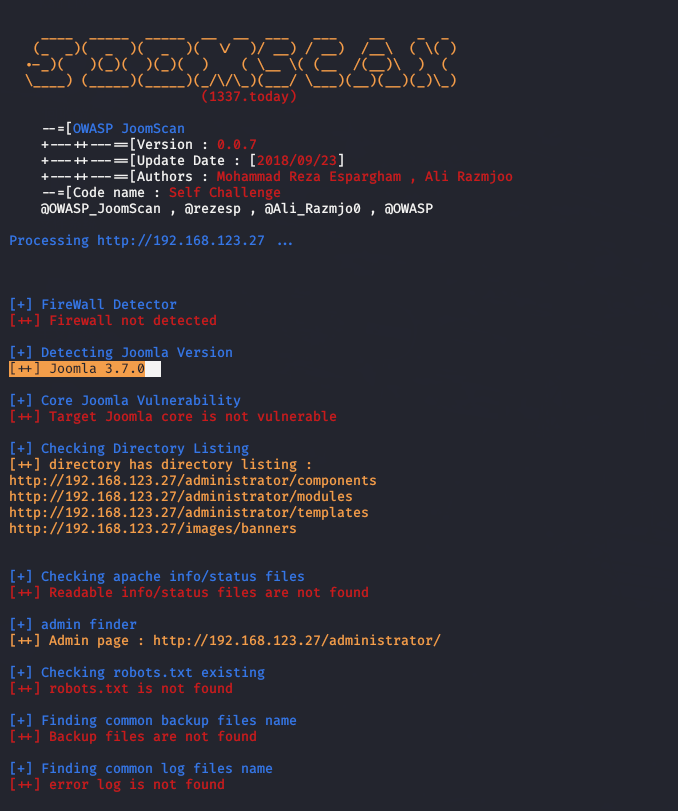 (1337.today)
--=[OWASP JoomScan
+---++---==[Version : 0.0.7
+---++---==[Update Date : [2018/09/23]
+---++---==[Authors : Mohammad Reza Espargham , Ali Razmjoo
--=[Code name : Self Challenge
@OWASP_JoomScan , @rezesp , @Ali_Razmjo0 , @OWASP
Processing http://192.168.123.27 ...
[+] FireWall Detector
[++] Firewall not detected
[+] Detecting Joomla Version
[++] Joomla 3.7.0
[+] Core Joomla Vulnerability
[++] Target Joomla core is not vulnerable
[+] Checking Directory Listing
[++] directory has directory listing :
http://192.168.123.27/administrator/components
http://192.168.123.27/administrator/modules
http://192.168.123.27/administrator/templates
http://192.168.123.27/images/banners
[+] Checking apache info/status files
[++] Readable info/status files are not found
[+] admin finder
[++] Admin page : http://192.168.123.27/administrator/
[+] Checking robots.txt existing
[++] robots.txt is not found
[+] Finding common backup files name
[++] Backup files are not found
[+] Finding common log files name
[++] error log is not found